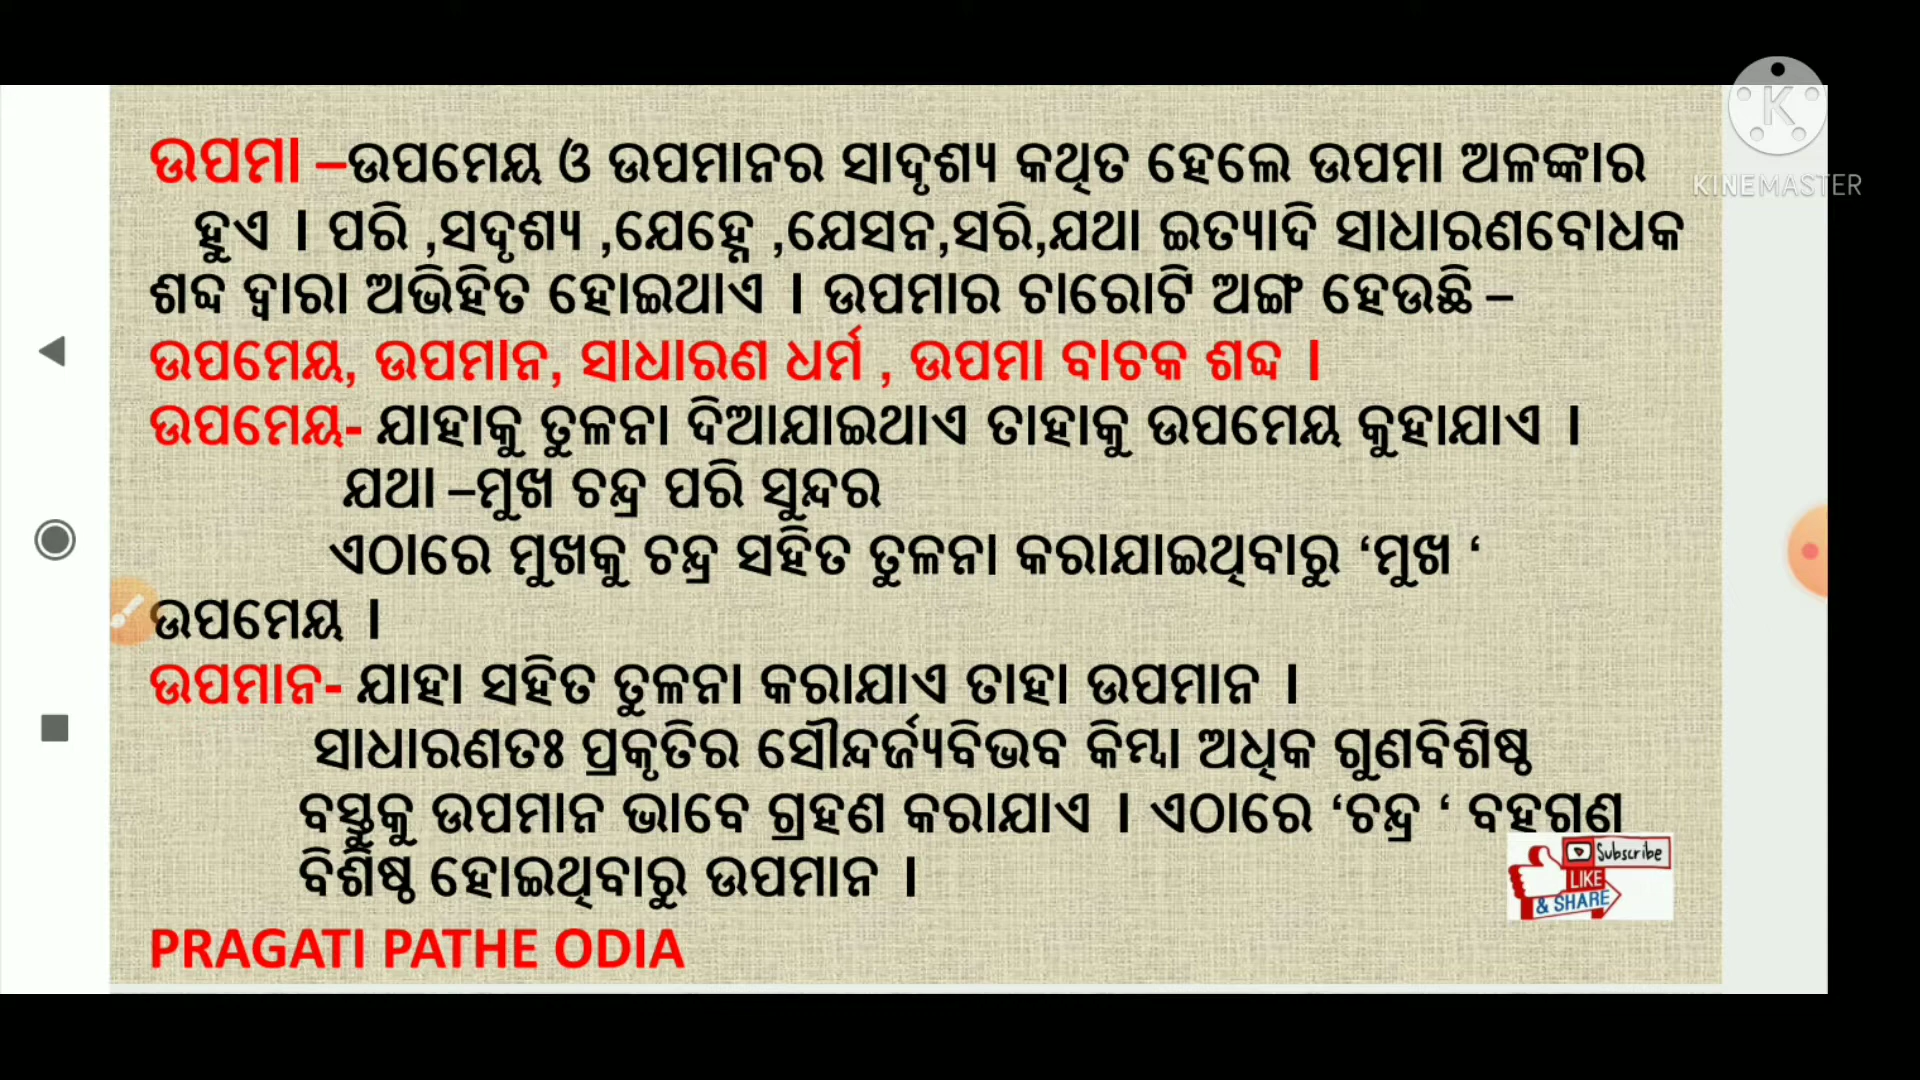 ଉପମା –ଉପମେୟ ଓ ଉପମାନର ସାଦୃଶ୍ୟ କଥିତ ହେଲେ ଉପମା ଅଳଙ୍କାର
ହୁଏ । ପରି ,ସଦୃଶ୍ୟ ,ଯେହ୍ନେ ,ଯେସନ,ସରି,ଯଥା ଇତ୍ୟାଦି ସାଧାରଣବୋଧକ
ଶବ୍ଦ ଦ୍ୱାରା ଅଭିହିତ ହୋଇଥାଏ । ଉପମାର ଚାରୋଟି ଅଙ୍ଗ ହେଉଛି –
ଉପମେୟ, ଉପମାନ, ସାଧାରଣ ଧର୍ମ , ଉପମା ବାଚକ ଶବ୍ଦ ।
ଉପମେୟ- ଯାହାକୁ ତୁଳନା ଦିଆଯାଇଥାଏ ତାହାକୁ ଉପମେୟ କୁହାଯାଏ ।
ଯଥା –ମୁଖ ଚନ୍ଦ୍ର ପରି ସୁନ୍ଦର
ଏଠାରେ ମୁଖକୁ ଚନ୍ଦ୍ର ସହିତ ତୁଳନା କରାଯାଇଥିବାରୁ ‘ମୁଖ ‘
ଉପମେୟ ।
ଉପମାନ- ଯାହା ସହିତ ତୁଳନା କରାଯାଏ ତାହା ଉପମାନ ।
ସାଧାରଣତଃ ପ୍ରକୃତିର ସୌନ୍ଦର୍ଜ୍ୟବିଭବ କିମ୍ବା ଅଧିକ ଗୁଣବିଶିଷ୍ଠ
ବସ୍ତୁକୁ ଉପମାନ ଭାବେ ଗ୍ରହଣ କରାଯାଏ । ଏଠାରେ ‘ଚନ୍ଦ୍ର ‘
ବିଶିଷ୍ଠ ହୋଇଥିବାରୁ ଉପମାନ ।
PRAGATI PATHE ODIA
Subscribe
LIKE
& SHARE
K
KINEMASTER